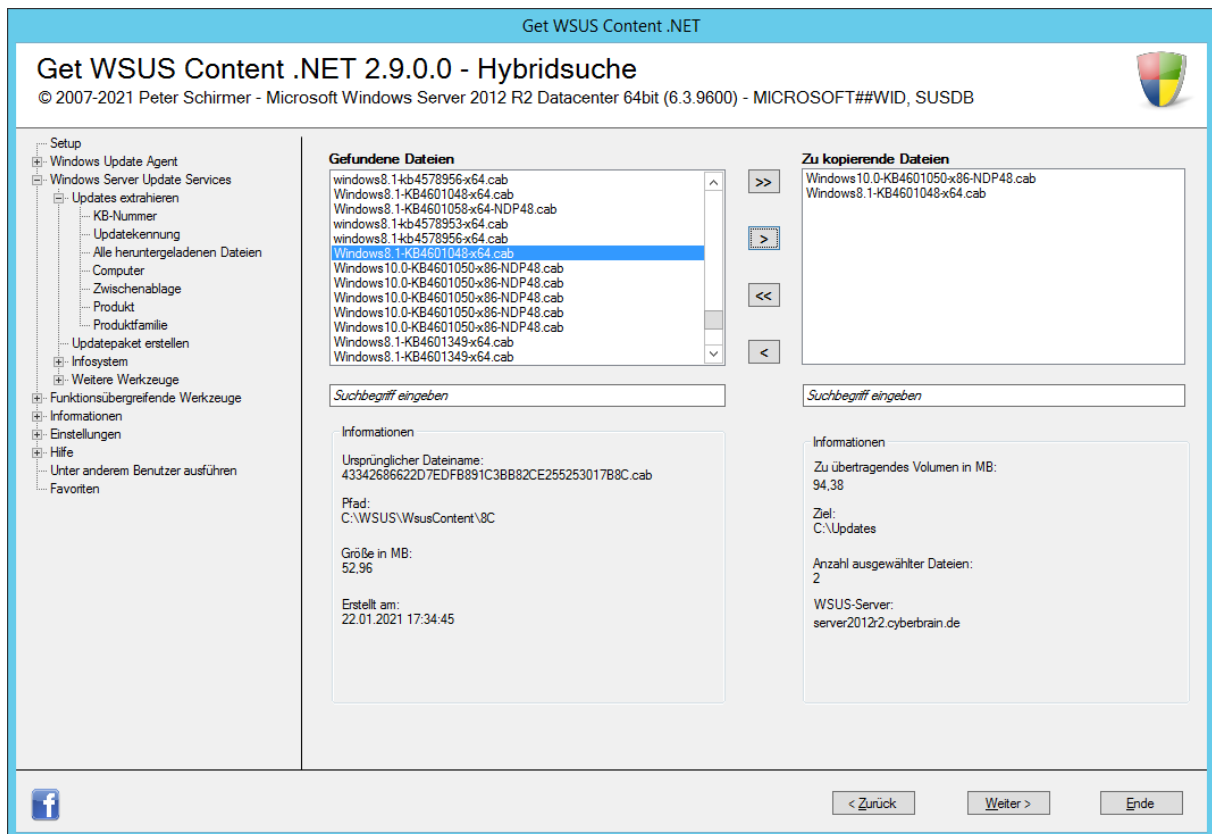 Get WSUS Content .NET
Get WSUS Content .NET 2.9.0.0 - Hybridsuche
© 2007-2021 Peter Schirmer - Microsoft Windows Server 2012 R2 Datacenter 64bit (6.3.9600) - MICROSOFT##WID, SUSDB
Setup
Windows Update Agent
Windows Server Update Services
Updates extrahieren
KB-Nummer
Updatekennung
Alle heruntergeladenen Dateien
Computer
Zwischenablage
Produkt
Produktfamilie
Updatepaket erstellen
Infosystem
Weitere Werkzeuge
Funktionsübergreifende Werkzeuge
Informationen
Einstellungen
Hilfe
Unter anderem Benutzer ausführen
Favoriten
Gefundene Dateien
windows8.1-kb4578956-x64.cab
Windows8.1-KB4601048-x64.cab
Windows8.1-KB4601058-x64-NDP48.cab
windows8.1-kb4578953-x64.cab
windows8.1-kb4578956-x64.cab
Windows8.1-KB4601048-x64.cab
Windows10.0-KB4601050-x86-NDP48.cab
Windows10.0-KB4601050-x86-NDP48.cab
Windows10.0-KB4601050-x86-NDP48.cab
Windows10.0-KB4601050-x86-NDP48.cab
Windows10.0-KB4601050-x86-NDP48.cab
Windows8.1-KB4601349-x64.cab
Windows8.1-KB4601349-x64.cab
Suchbegriff eingeben
Informationen
Ursprünglicher Dateiname:
43342686622D7EDFB891C3BB82CE255253017B8C.cab
Pfad:
C:\WSUS\WsusContent\8C
Größe in MB:
52,96
Erstellt am:
22.01.2021 17:34:45
>>
>
<<
<
Zu kopierende Dateien
Windows10.0-KB4601050-x86-NDP48.cab
Windows8.1-KB4601048-x64.cab
Suchbegriff eingeben
Informationen
Zu übertragendes Volumen in MB:
94,38
Ziel:
C:\Updates
Anzahl ausgewählter Dateien:
2
WSUS-Server:
server2012r2.cyberbrain.de
f
< Zurück
Weiter >
Ende